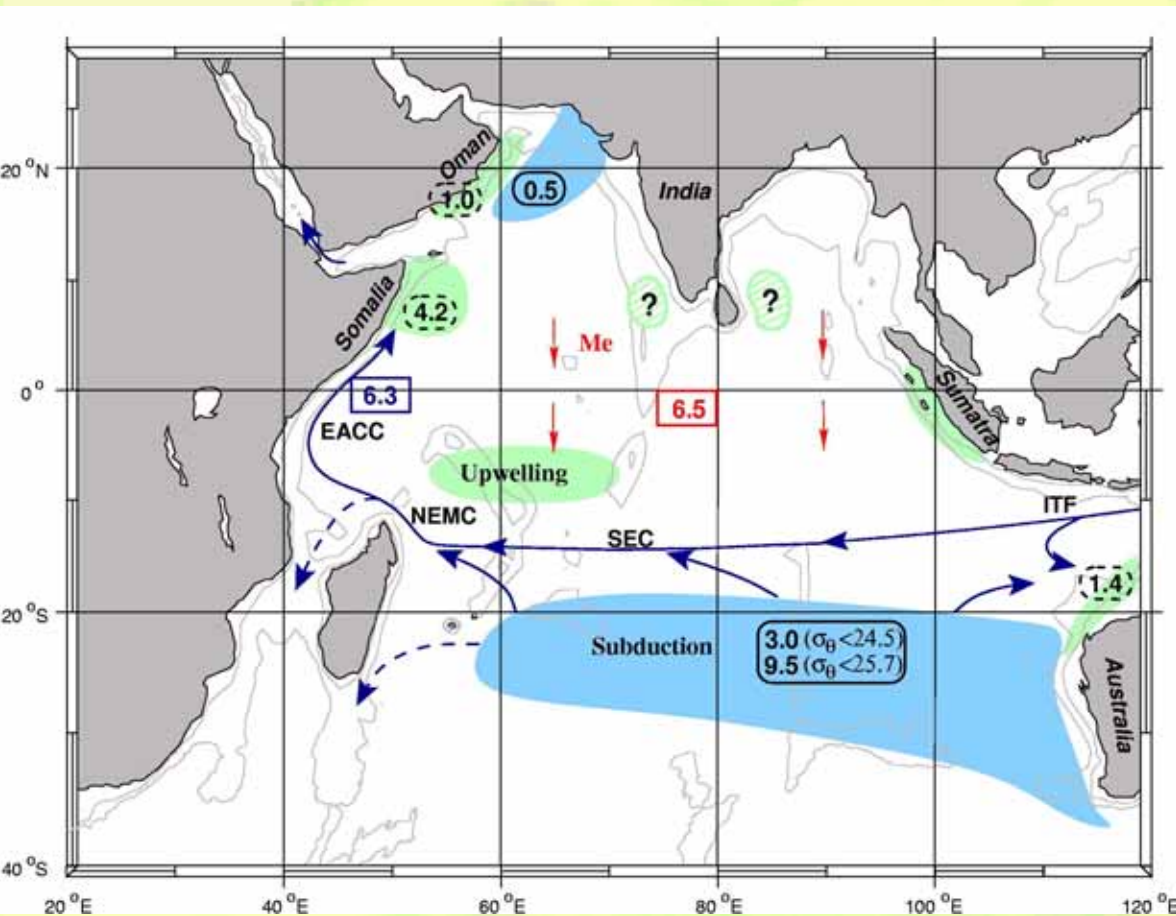 20 °N
0 °
20 °S
40 °S
20 °E
40 °E
60 °E
80 °E
100 °E
120 °E
Oman
1.0
0.5
India
Somalia
4.2
?
?
Me
6.3
6.5
EACC
Sumatra
Upwelling
NEMC
SEC
ITF
1.4
Subduction
3.0 (σθ<24.5)
9.5 (σθ<25.7)
Australia